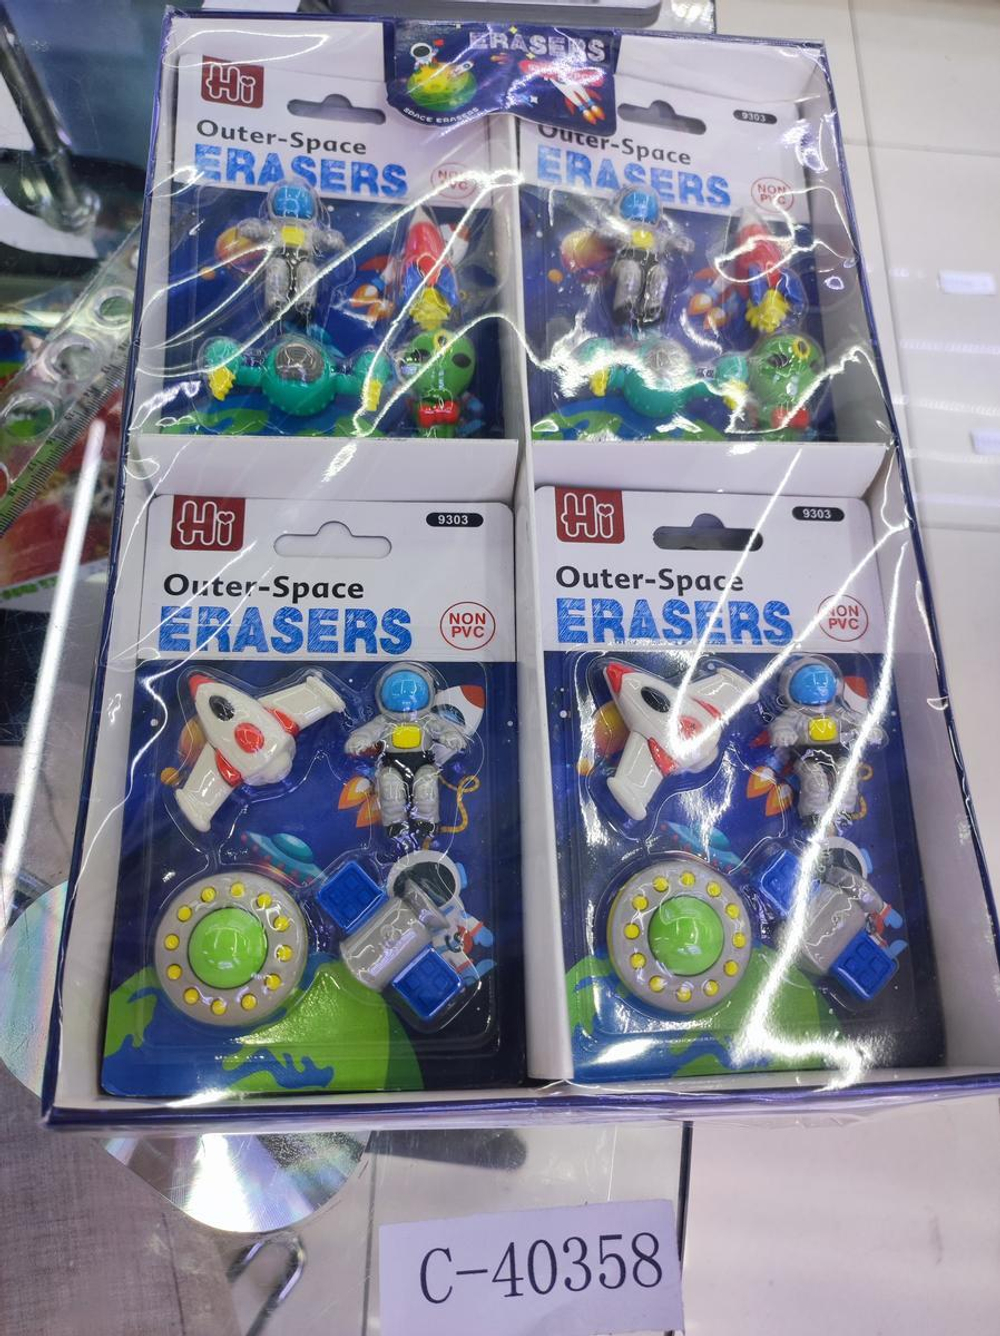 ERASERS
SPACE ERASERS
Hi
Outer-Space
ERASERS
NON
PVC
9303
Outer-Space
ERASERS
NON
PVC
Hi
9303
Outer-Space
ERASERS
NON
PVC
Hi
9303
Outer-Space
ERASERS
NON
PVC
C-40358